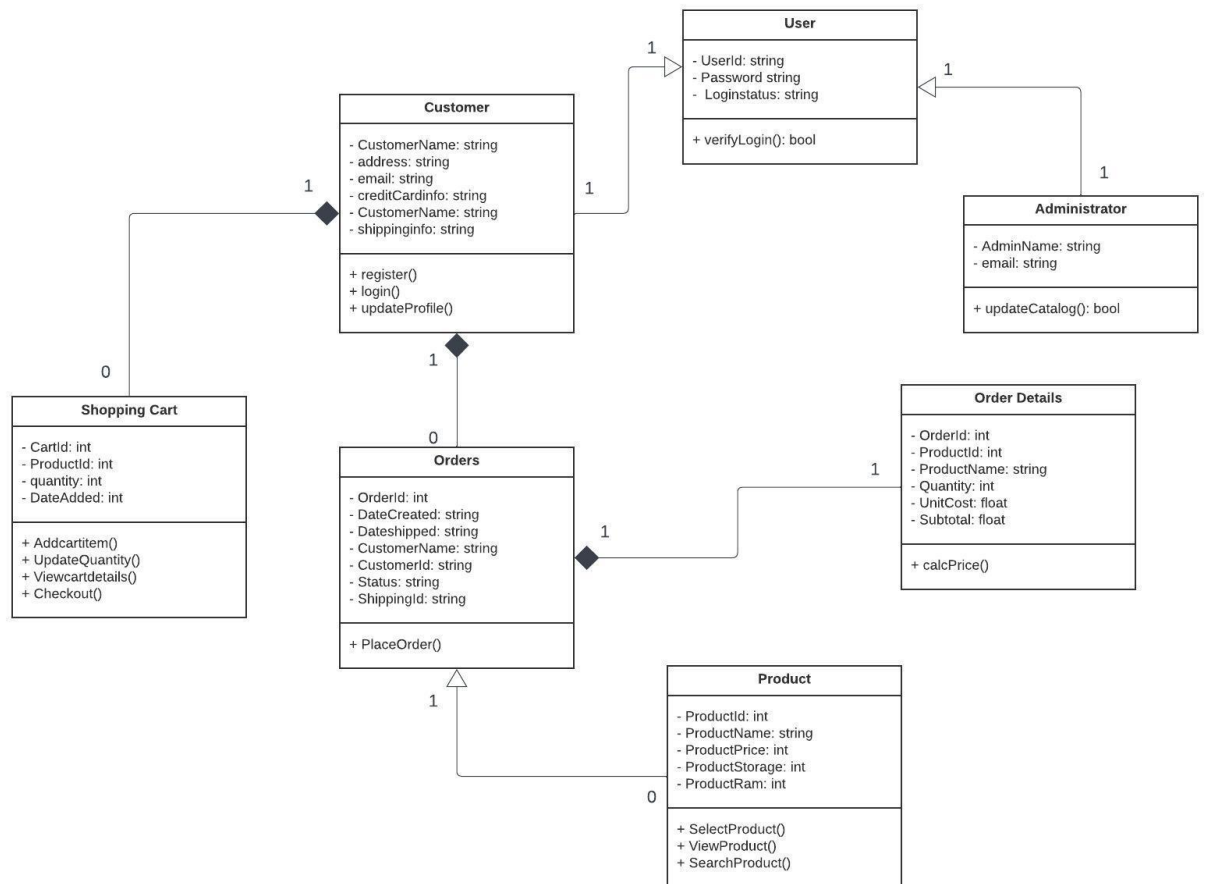 User
- UserId: string
- Password string
- Loginstatus: string
+ verifyLogin(): bool
1
1
Customer
- CustomerName: string
- address: string
- email: string
- creditCardinfo: string
- CustomerName: string
- shippinginfo: string
+ register()
+ login()
+ updateProfile()
1
1
1
Administrator
- AdminName: string
- email: string
+ updateCatalog(): bool
1
0
Shopping Cart
- CartId: int
- ProductId: int
- quantity: int
- DateAdded: int
+ Addcartitem()
+ UpdateQuantity()
+ Viewcartdetails()
+ Checkout()
0
Orders
- OrderId: int
- DateCreated: string
- Dateshipped: string
- CustomerName: string
- CustomerId: string
- Status: string
- ShippingId: string
+ PlaceOrder()
1
1
Order Details
- OrderId: int
- ProductId: int
- ProductName: string
- Quantity: int
- UnitCost: float
- Subtotal: float
+ calcPrice()
1
0
Product
- ProductId: int
- ProductName: string
- ProductPrice: int
- ProductStorage: int
- ProductRam: int
+ SelectProduct()
+ ViewProduct()
+ SearchProduct()